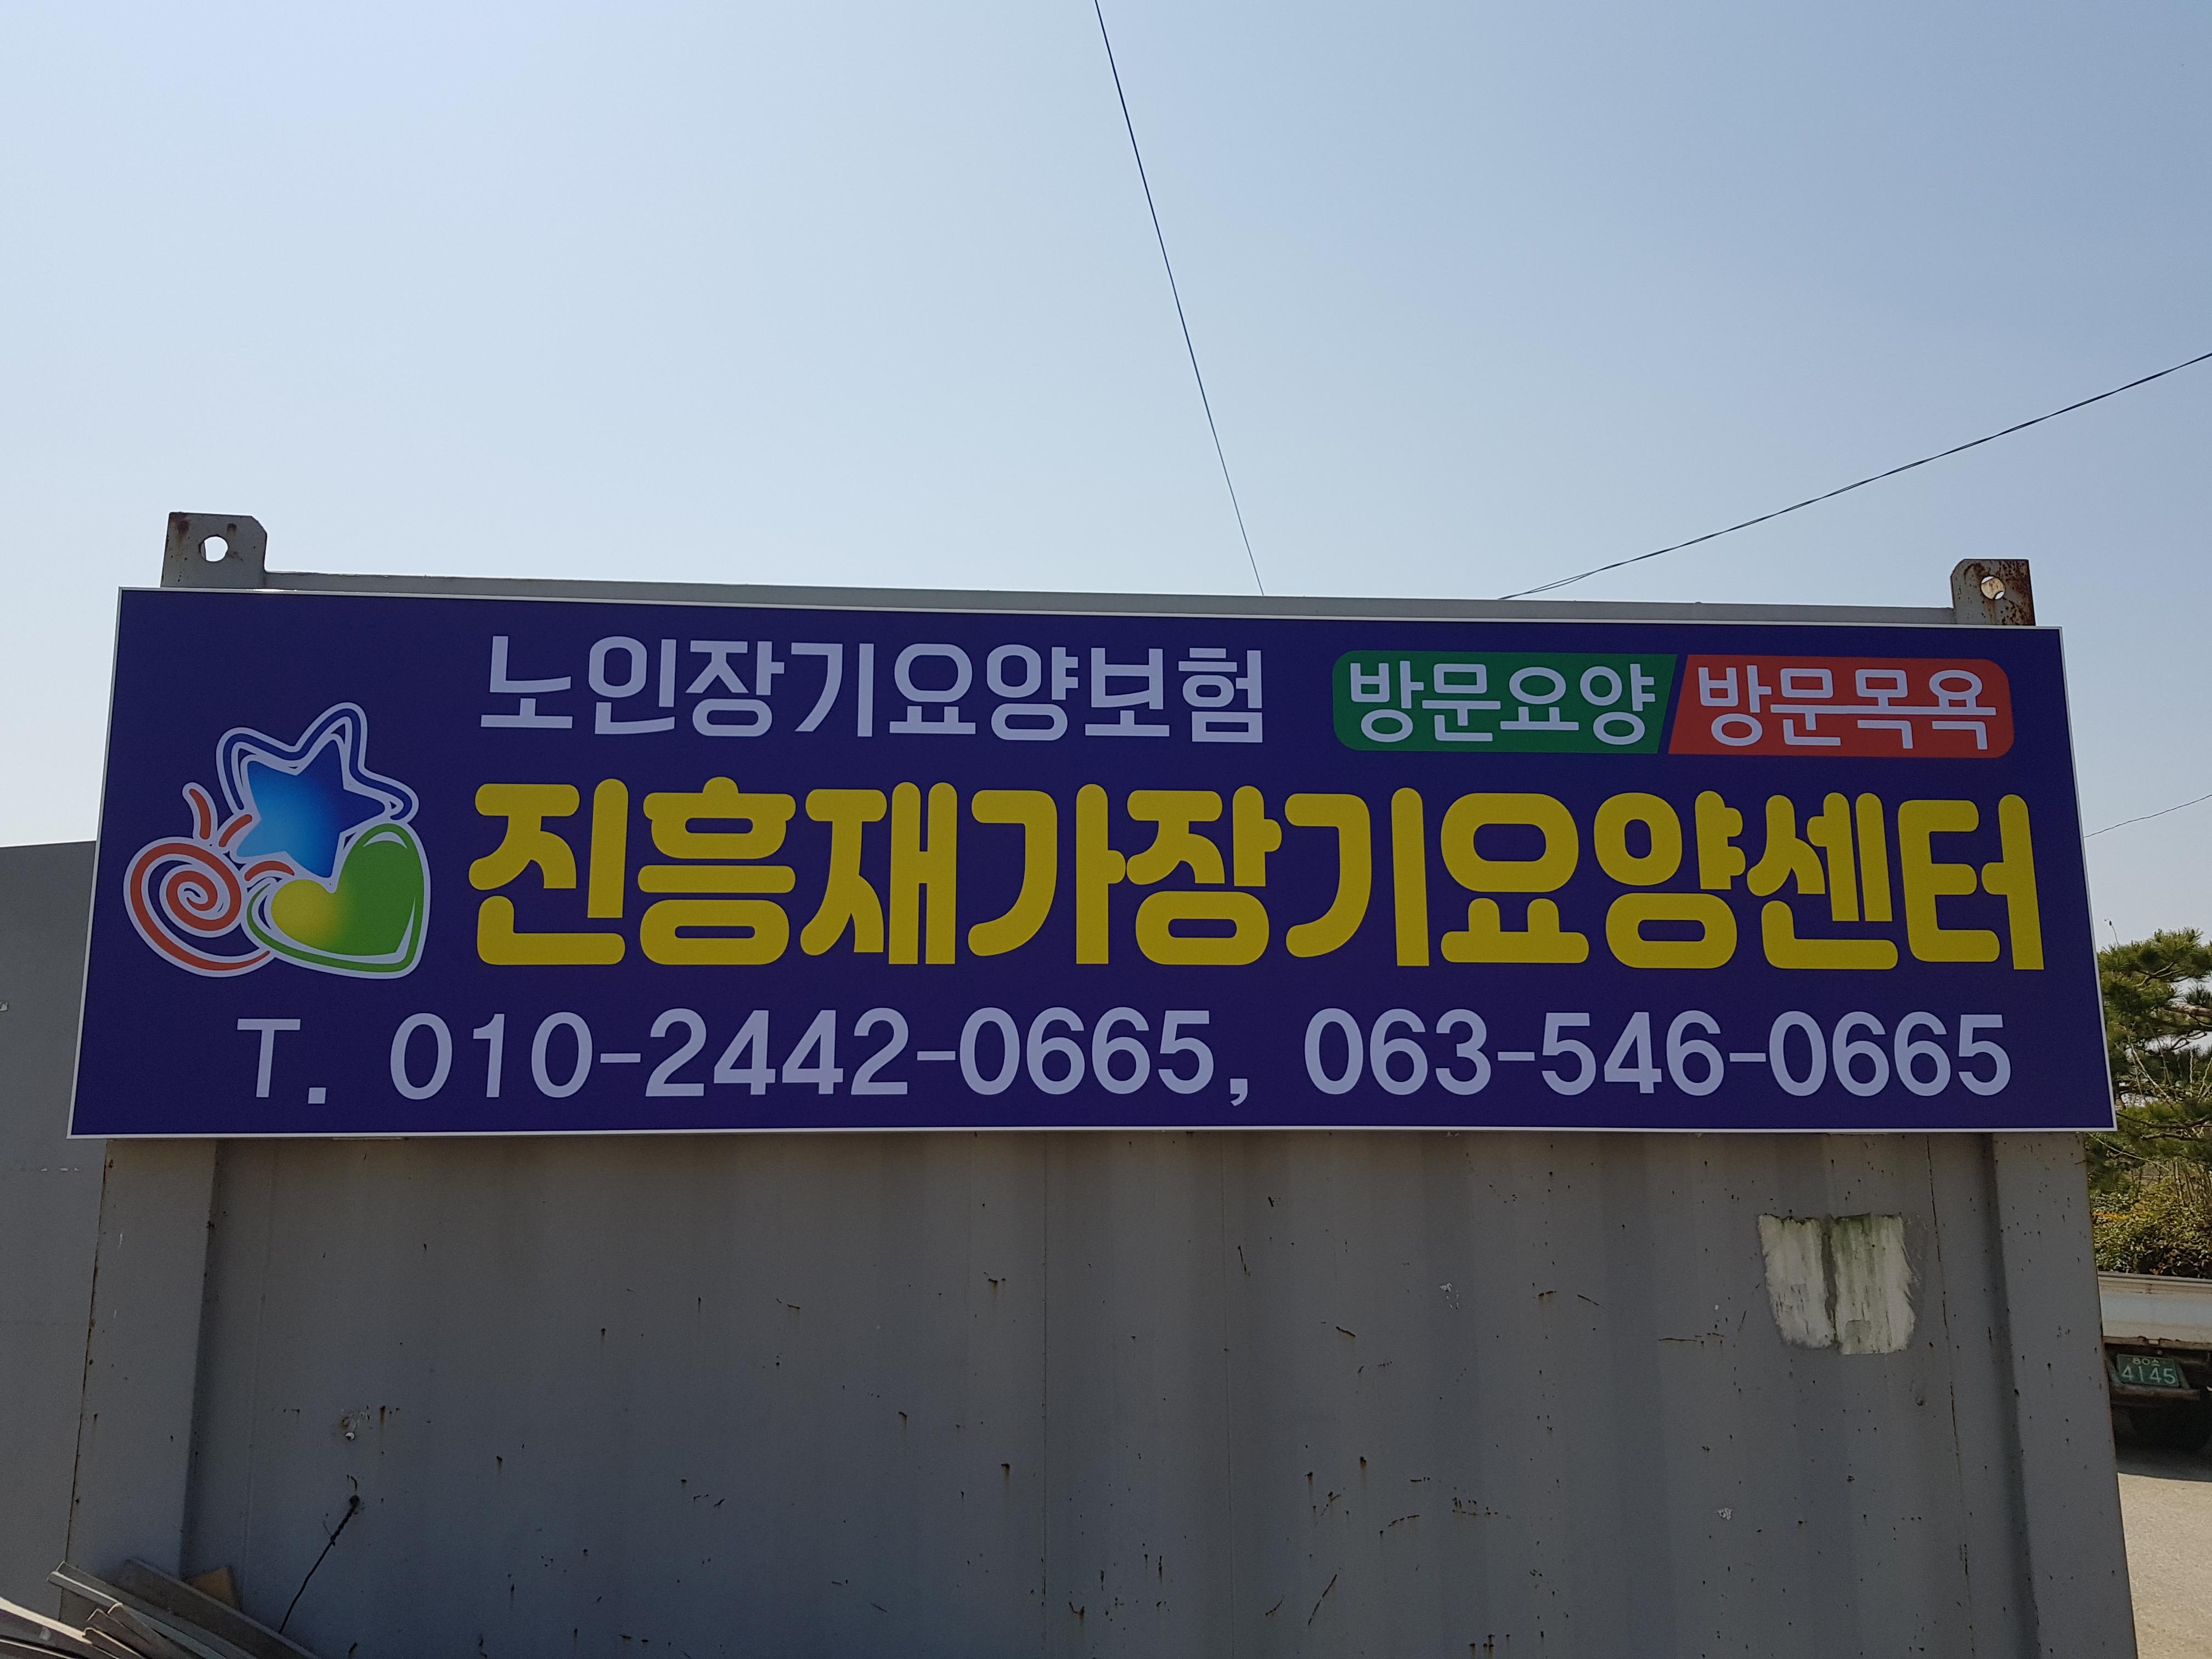 노인장기요양보험 방문요양 방문목욕
진흥재가장기요양센터
T. 010-2442-0665, 063-546-0665
4145